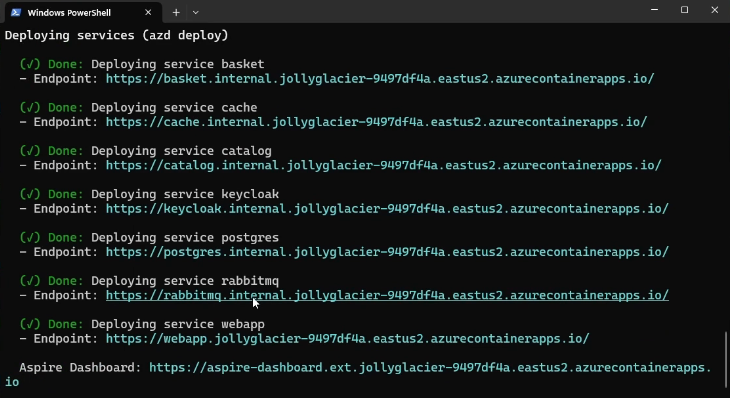 Windows PowerShell
Deploying services (azd deploy)
(✓) Done: Deploying service basket
- Endpoint: https://basket.internal.jollyglacier-9497df4a.eastus2.azurecontainerapps.io/
(✓) Done: Deploying service cache
- Endpoint: https://cache.internal.jollyglacier-9497df4a.eastus2.azurecontainerapps.io/
(✓) Done: Deploying service catalog
- Endpoint: https://catalog.internal.jollyglacier-9497df4a.eastus2.azurecontainerapps.io/
(✓) Done: Deploying service keycloak
- Endpoint: https://keycloak.internal.jollyglacier-9497df4a.eastus2.azurecontainerapps.io/
(✓) Done: Deploying service postgres
- Endpoint: https://postgres.internal.jollyglacier-9497df4a.eastus2.azurecontainerapps.io/
(✓) Done: Deploying service rabbitmq
- Endpoint: https://rabbitmq.internal.jollyglacier-9497df4a.eastus2.azurecontainerapps.io/
(✓) Done: Deploying service webapp
- Endpoint: https://webapp.jollyglacier-9497df4a.eastus2.azurecontainerapps.io/
Aspire Dashboard: https://aspire-dashboard.ext.jollyglacier-9497df4a.eastus2.azurecontainerapps.
io